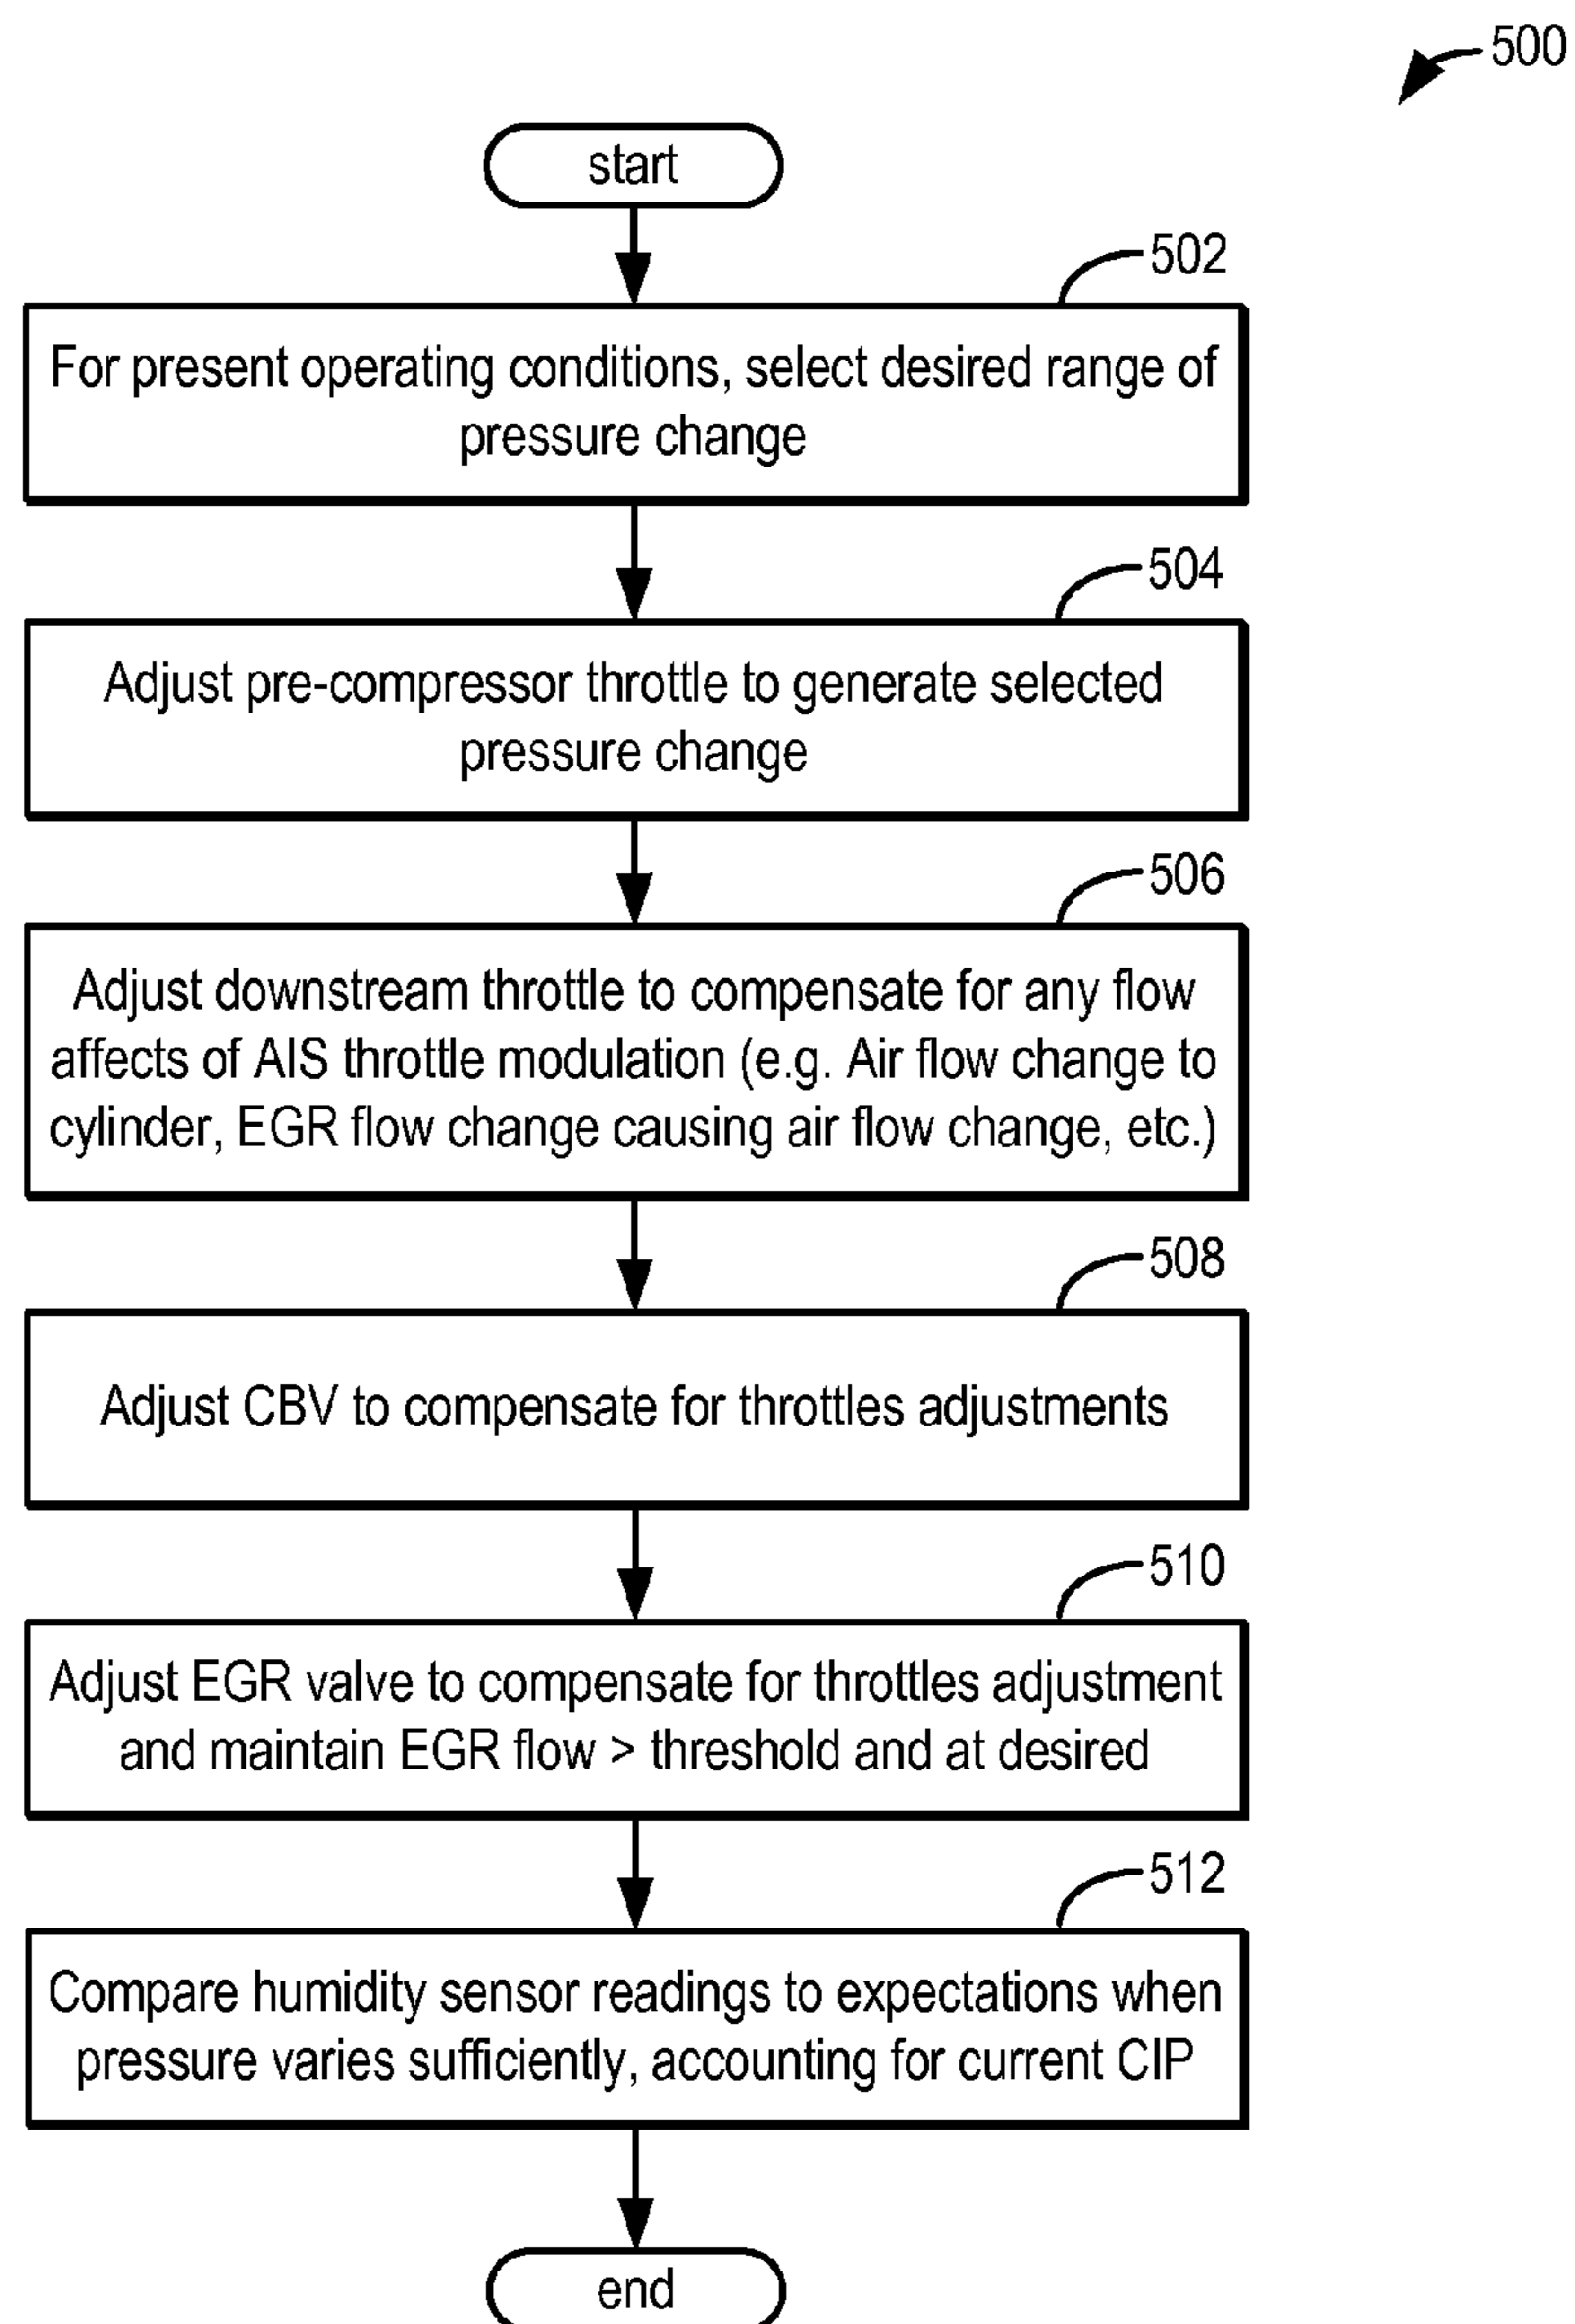 500
start
502
For present operating conditions, select desired range of
pressure change
504
Adjust pre-compressor throttle to generate selected
pressure change
506
Adjust downstream throttle to compensate for any flow
affects of AIS throttle modulation (e.g. Air flow change to
cylinder, EGR flow change causing air flow change, etc.)
508
Adjust CBV to compensate for throttles adjustments
510
Adjust EGR valve to compensate for throttles adjustment
and maintain EGR flow > threshold and at desired
512
Compare humidity sensor readings to expectations when
pressure varies sufficiently, accounting for current CIP
end